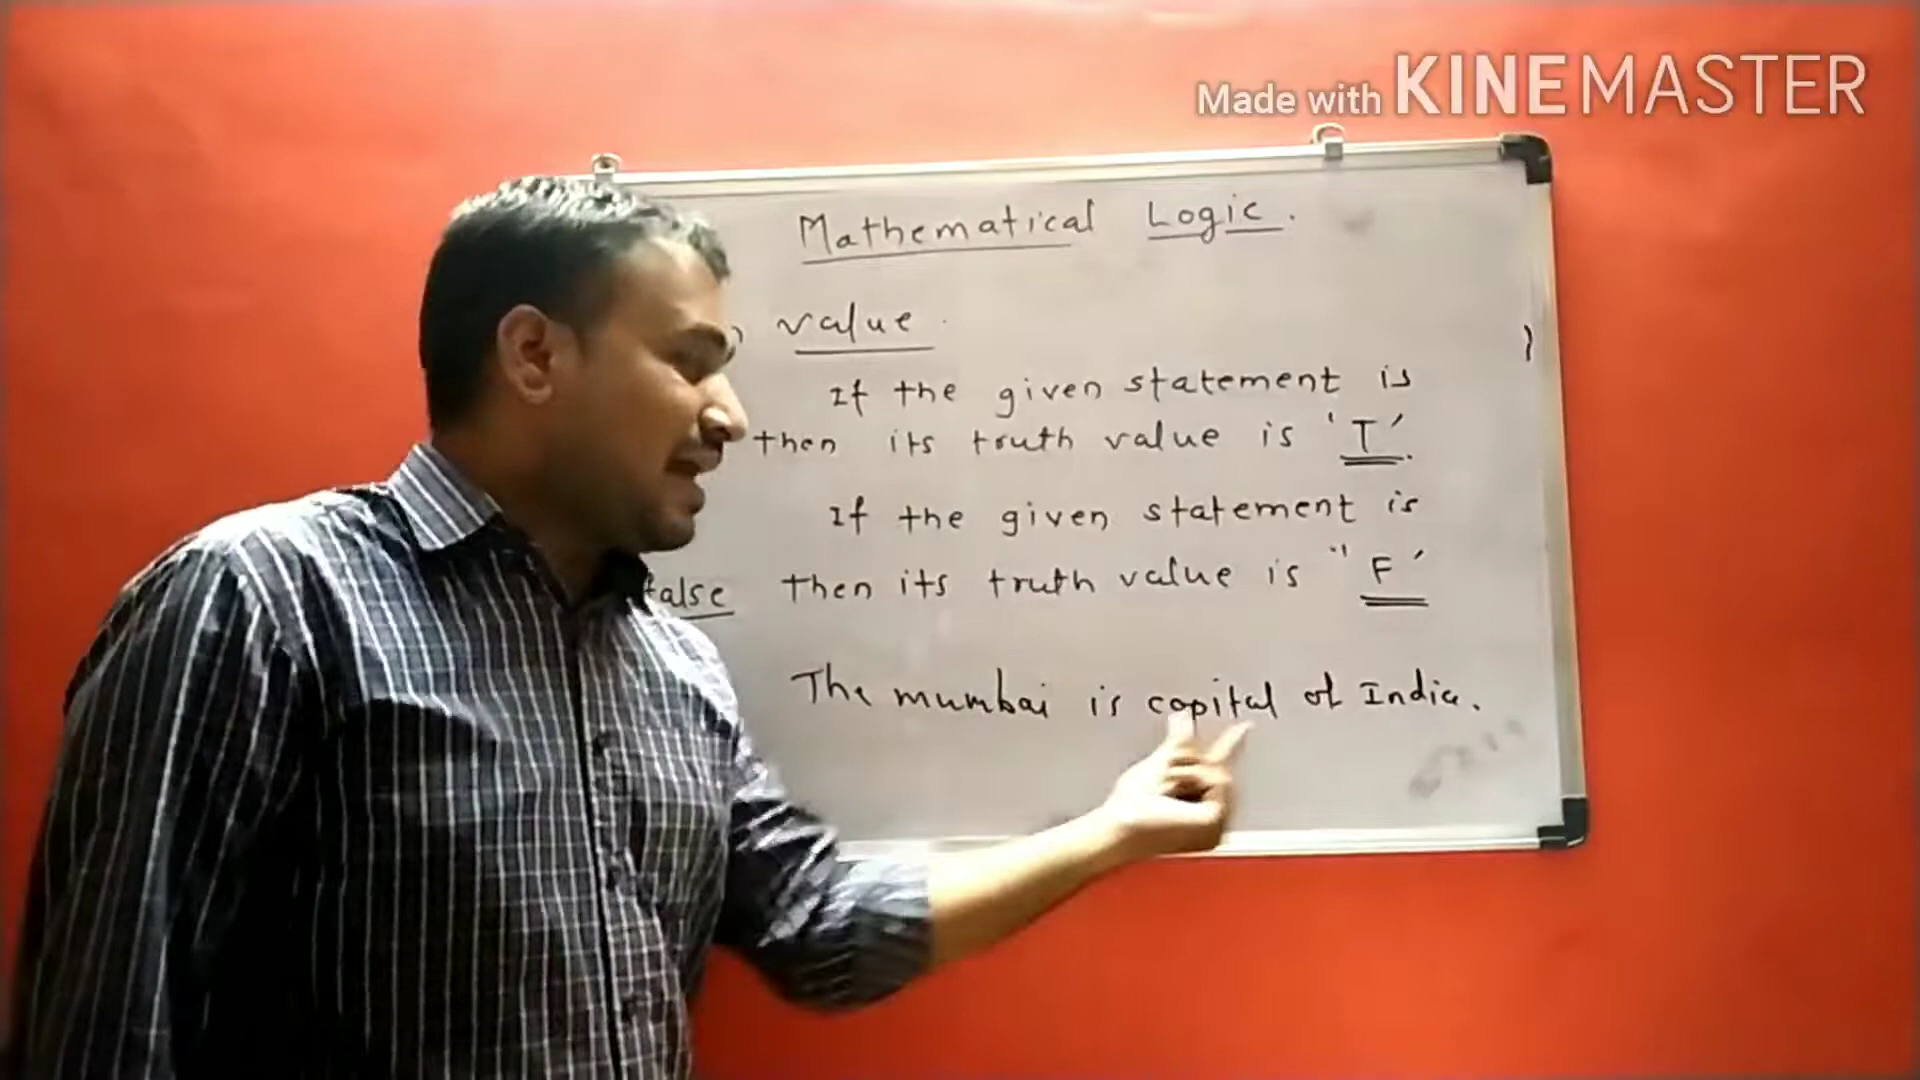 Made with KINEMASTER
Mathematical Logic.
value
If the given statement is
then its truth value is 'T'.
If the given statement is
false then its truth value is "F'
The mumbai is capital of India.